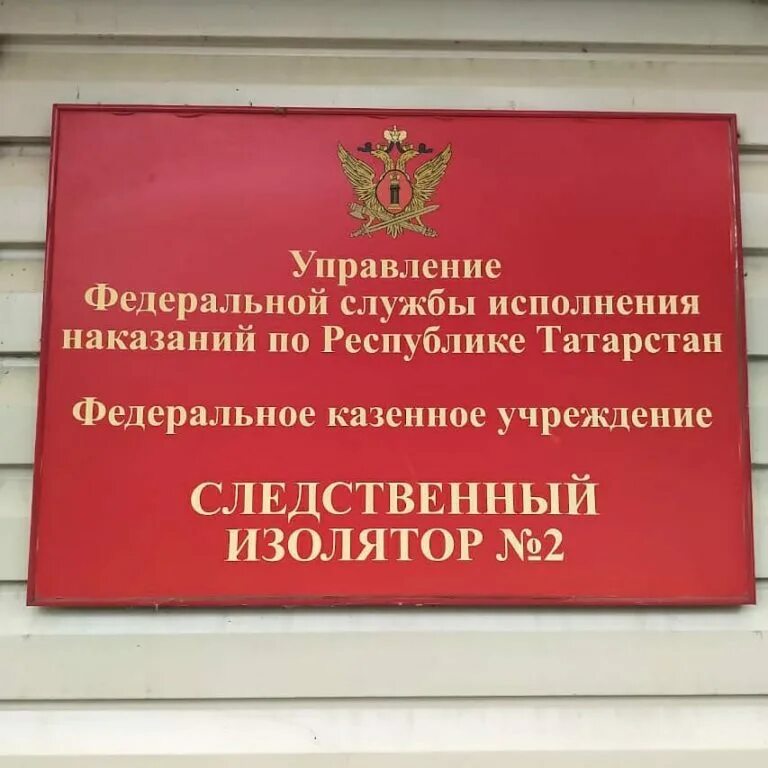 Управление
Федеральной службы исполнения
наказаний по Республике Татарстан
Федеральное казенное учреждение
СЛЕДСТВЕННЫЙ
ИЗОЛЯТОР №2